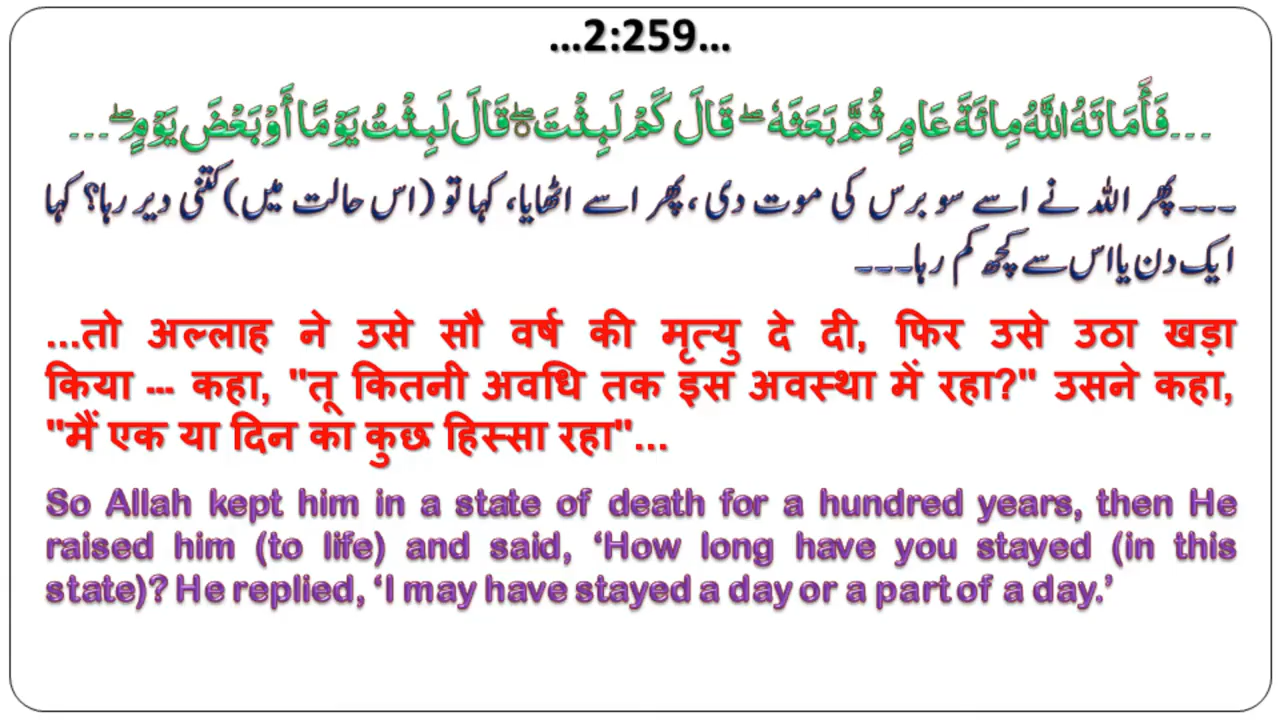 ...2:259...
...فَأَمَاتَهُ اللَّهُ مِائَةَ عَامٍ ثُمَّ بَعَثَهُ ۖ قَالَ كَمْ لَبِثْتَ ۖ قَالَ لَبِثْتُ يَوْمًا أَوْ بَعْضَ يَوْمٍ ۖ...
۔۔۔پھر اللہ نے اسے سو برس کی موت دی، پھر اسے اٹھایا، کہا تو (اس حالت میں) کتنی دیر رہا؟ کہا
ایک دن یا اس سے کچھ کم رہا۔۔۔
...तो अल्लाह ने उसे सौ वर्ष की मृत्यु दे दी, फिर उसे उठा खड़ा
किया --- कहा, "तू कितनी अवधि तक इस अवस्था में रहा?" उसने कहा,
"मैं एक या दिन का कुछ हिस्सा रहा"...
So Allah kept him in a state of death for a hundred years, then He
raised him (to life) and said, ‘How long have you stayed (in this
state)? He replied, ‘I may have stayed a day or a part of a day.’